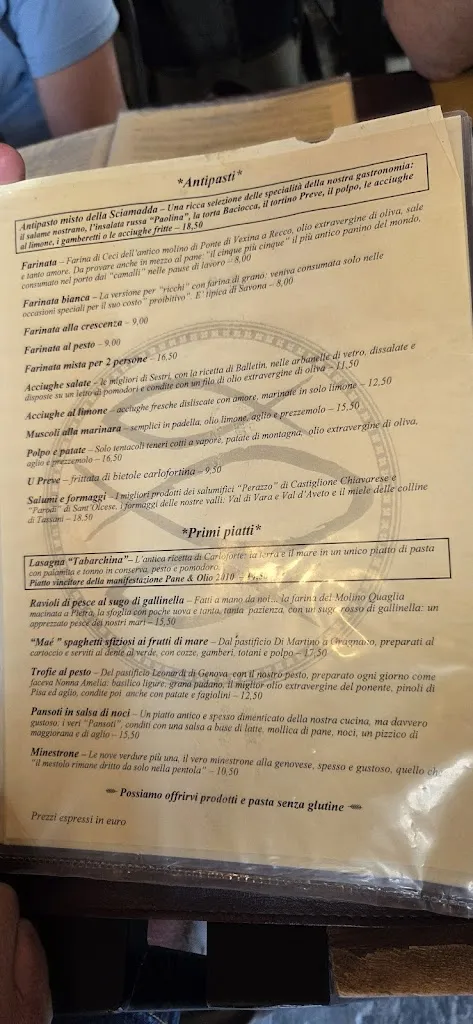 *Antipasti*
Antipasto misto della Sciamadda – Una ricca selezione delle specialità della nostra gastronomia:
il salame nostrano, l'insalata russa "Paolina", la torta Baciocca, il tortino Preve, il polpo, le acciughe
al limone, i gamberetti o le acciughe fritte – 18,50
Farinata – Farina di Ceci dell'antico molino di Ponte di Vexina a Recco, olio extravergine di oliva, sale
e tanto amore. Da provare anche in mezzo al pane: "il cinque più cinque" il più antico panino del mondo.
consumato nel porto dai "camalli" nelle pause di lavoro – 8,00
Farinata bianca – La versione per "ricchi" con farina di grano: veniva consumata solo nelle
occasioni speciali per il suo costo" proibitivo". E' tipica di Savona – 8,00
Farinata alla crescenza – 9,00
Farinata al pesto – 9.00
Farinata mista per 2 persone – 16,50
Acciughe salate - le migliori di Sestri, con la ricetta di Balletin, nelle arbanelle di vetro, dissalate e
disposte su un letto di pomodori e condite con un filo di olio extravergine di oliva – 11,50
Acciughe al limone – acciughe fresche disliscate con amore, marinate in solo limone – 12,50
Muscoli alla marinara – semplici in padella, olio limone, aglio e prezzemolo – 15,50
Polpo e patate – Solo tentacoli teneri cotti a vapore, patate di montagna, olio extravergine di oliva,
aglio e prezzemolo – 16,50
U Preve – frittata di bietole carlofortina – 9,50
Salumi e formaggi – I migliori prodotti dei salumifici "Perazzo" di Castiglione Chiavarese e
"Parodi" di Sant'Olcese, i formaggi delle nostre valli: Val di Vara e Val d'Aveto e il miele delle colline
di Tassani – 18,50
*Primi piatti*
Lasagna "Tabarchina" – L'antica ricetta di Carloforte: la terra e il mare in un unico piatto di pasta
con palamita e tonno in conserva, pesto e pomodoro.
Piatto vincitore della manifestazione Pane & Olio 2010 –
Ravioli di pesce al sugo di gallinella – Fatti a mano da noi... la farina del Molino Quaglia
macinata a Pietra, la sfoglia con poche uova e tanta, tanta pazienza, con un sugo rosso di gallinella: un
apprezzato pesce dei nostri mari – 15,50
"Maé" spaghetti sfiziosi ai frutti di mare – Dal pastificio Di Martino a Gragnano, preparati al
cartoccio e serviti al dente al verde, con cozze, gamberi, totani e polpo – 17,50
Trofie al pesto – Del pastificio Leonardi di Genova, con il nostro pesto, preparato ogni giorno come
faceva Nonna Amelia: basilico ligure, grana padano, il miglior olio extravergine del ponente, pinoli di
Pisa ed aglio, condite poi anche con patate e fagiolini – 12,50
Pansoti in salsa di noci – Un piatto antico e spesso dimenticato della nostra cucina, ma davvero
gustoso, i veri "Pansoti", conditi con una salsa a base di latte, mollica di pane, noci, un pizzico di
maggiorana e di aglio – 15,50
Minestrone – Le nove verdure più una, il vero minestrone alla genovese, spesso e gustoso, quello
"il mestolo rimane dritto da solo nella pentola" – 10,50
Possiamo offrirvi prodotti e pasta senza glutine
Prezzi espressi in euro